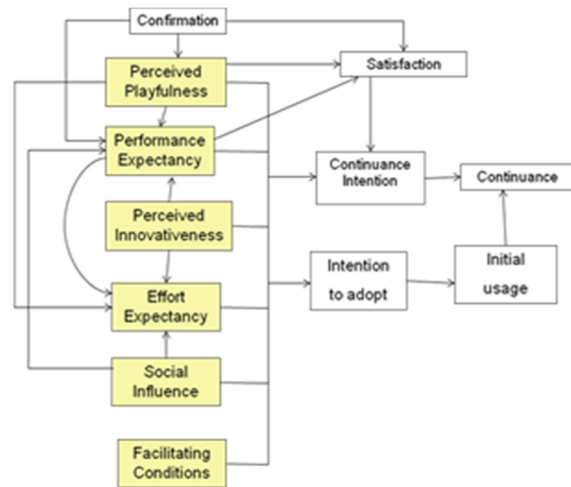 Confirmation
Perceived
Playfulness
Satisfaction
Performance
Expectancy
Continuance
Intention
Continuance
Perceived
Innovativeness
Intention
to adopt
Initial
usage
Effort
Expectancy
Social
Influence
Facilitating
Conditions